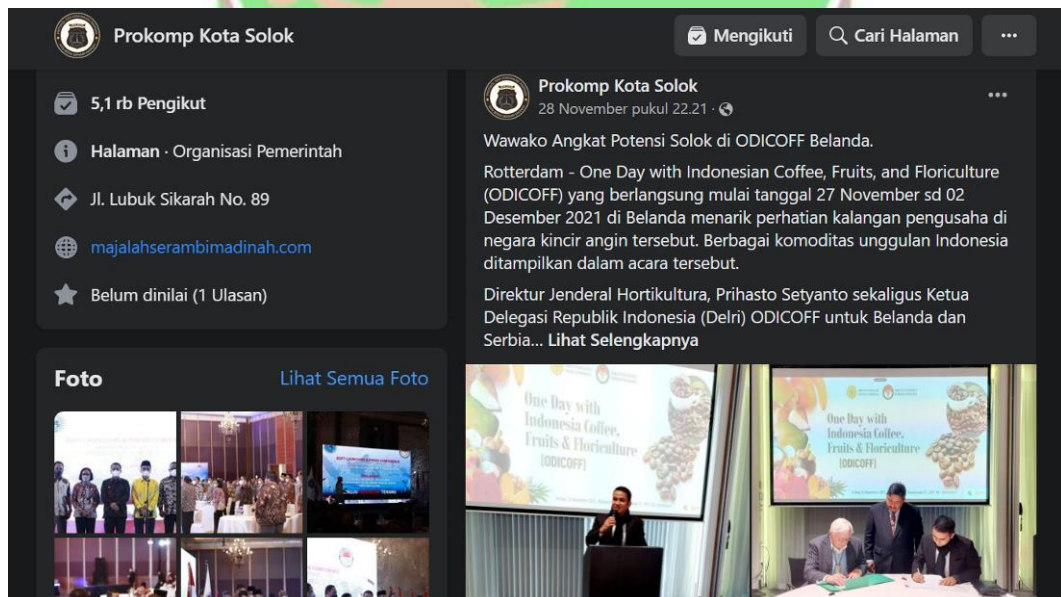 Prokomp Kota Solok
Mengikuti
Cari Halaman
5,1 rb Pengikut
Halaman · Organisasi Pemerintah
Jl. Lubuk Sikarah No. 89
majalahserambimadinah.com
Belum dinilai (1 Ulasan)
Foto
Lihat Semua Foto
Prokomp Kota Solok
28 November pukul 22.21 ·
Wawako Angkat Potensi Solok di ODICOFF Belanda.
Rotterdam - One Day with Indonesian Coffee, Fruits, and Floriculture
(ODICOFF) yang berlangsung mulai tanggal 27 November sd 02
Desember 2021 di Belanda menarik perhatian kalangan pengusaha di
negara kincir angin tersebut. Berbagai komoditas unggulan Indonesia
ditampilkan dalam acara tersebut.
Direktur Jenderal Hortikultura, Prihasto Setyanto sekaligus Ketua
Delegasi Republik Indonesia (Delri) ODICOFF untuk Belanda dan
Serbia... Lihat Selengkapnya
One Day with
Indonesia Coffee,
Fruits & Floriculture
[ODICOFF]
One Day with
Indonesia Coffee,
Fruits & Floriculture
[ODICOFF]